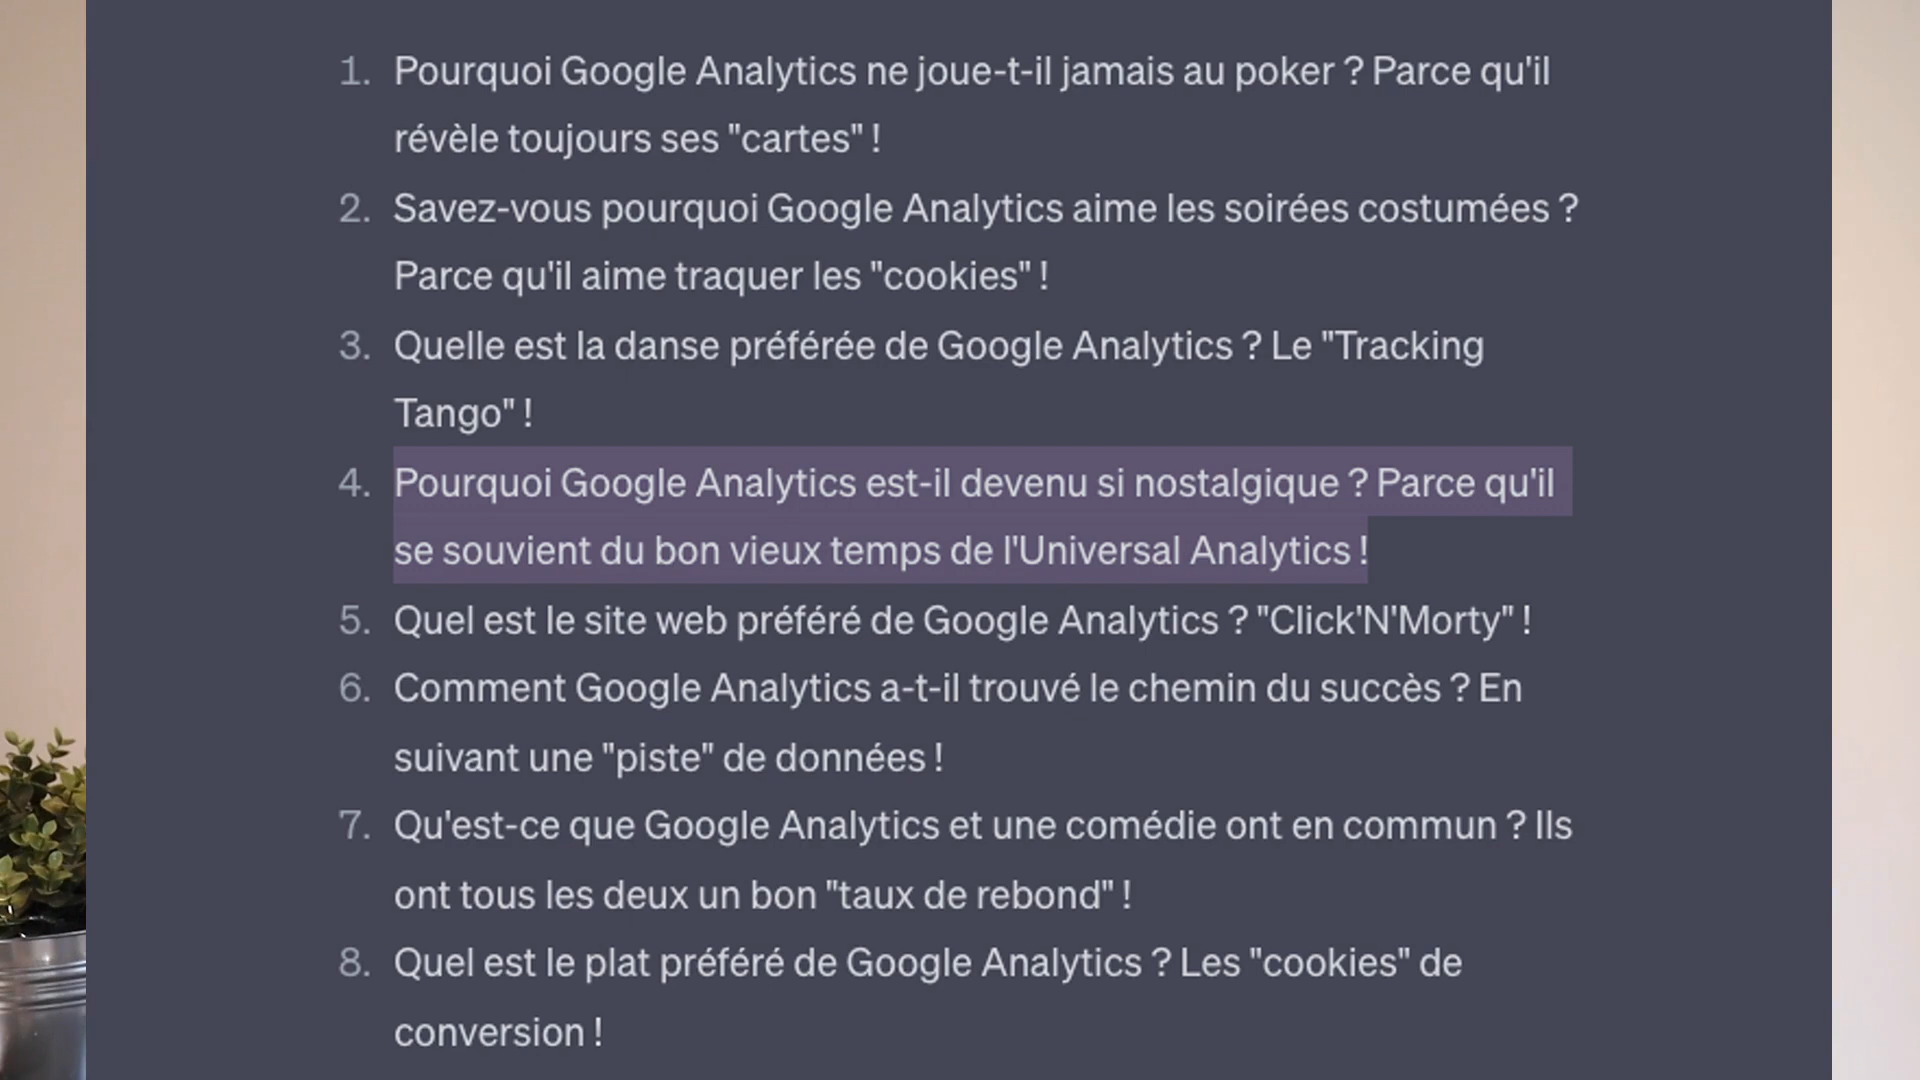 1. Pourquoi Google Analytics ne joue-t-il jamais au poker ? Parce qu'il
révèle toujours ses "cartes" !
2. Savez-vous pourquoi Google Analytics aime les soirées costumées ?
Parce qu'il aime traquer les "cookies" !
3. Quelle est la danse préférée de Google Analytics ? Le "Tracking
Tango" !
4. Pourquoi Google Analytics est-il devenu si nostalgique ? Parce qu'il
se souvient du bon vieux temps de l'Universal Analytics !
5. Quel est le site web préféré de Google Analytics ? "Click'N'Morty" !
6. Comment Google Analytics a-t-il trouvé le chemin du succès ? En
suivant une "piste" de données !
7. Qu'est-ce que Google Analytics et une comédie ont en commun ? Ils
ont tous les deux un bon "taux de rebond" !
8. Quel est le plat préféré de Google Analytics ? Les "cookies" de
conversion !